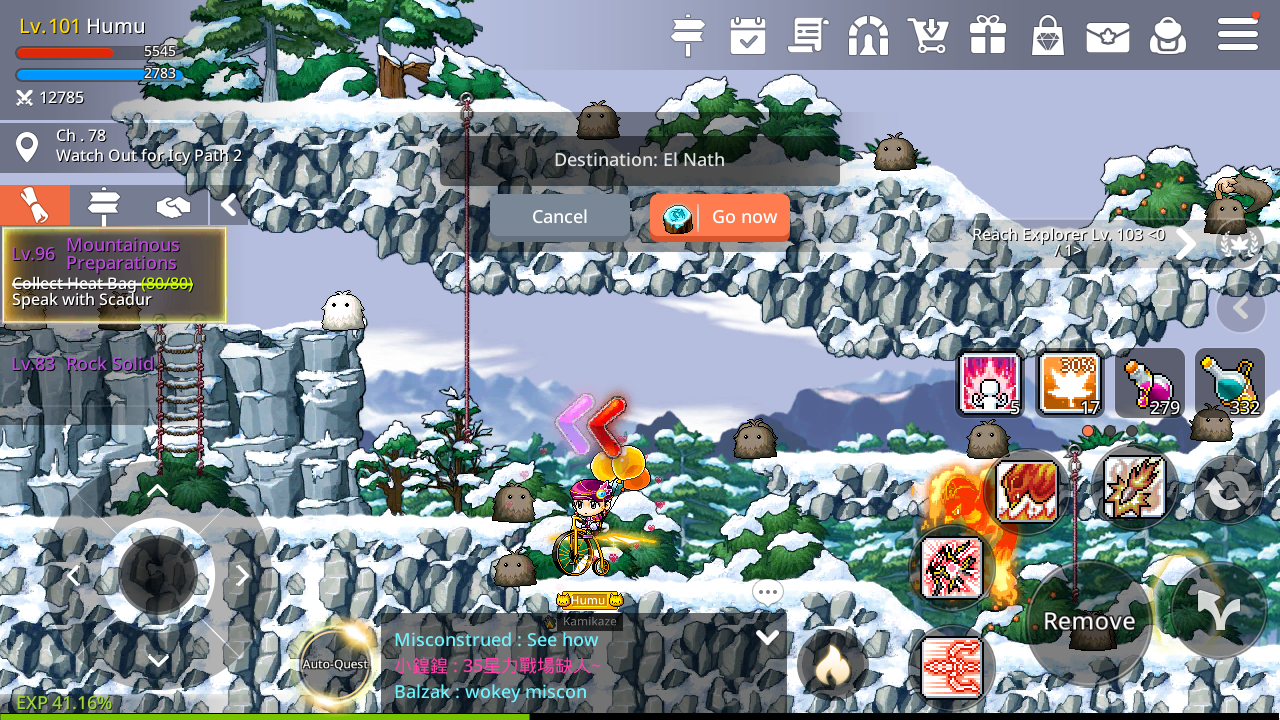 Lv.101 Humu
5545
2783
12785
Ch . 78
Watch Out for Icy Path 2
Destination: El Nath
Cancel
Go now
Reach Explorer Lv. 103 <0
/ 1>
Lv.96 Mountainous
Preparations
Collect Heat Bag (80/80)
Speak with Scadur
Lv.83 Rock Solid
5
30%
17
279
332
Humu
Kamikaze
Remove
Auto-Quest
Misconstrued : See how
小鍠鍠 : 35星力戰場缺人~
Balzak : wokey miscon
EXP 41.16%